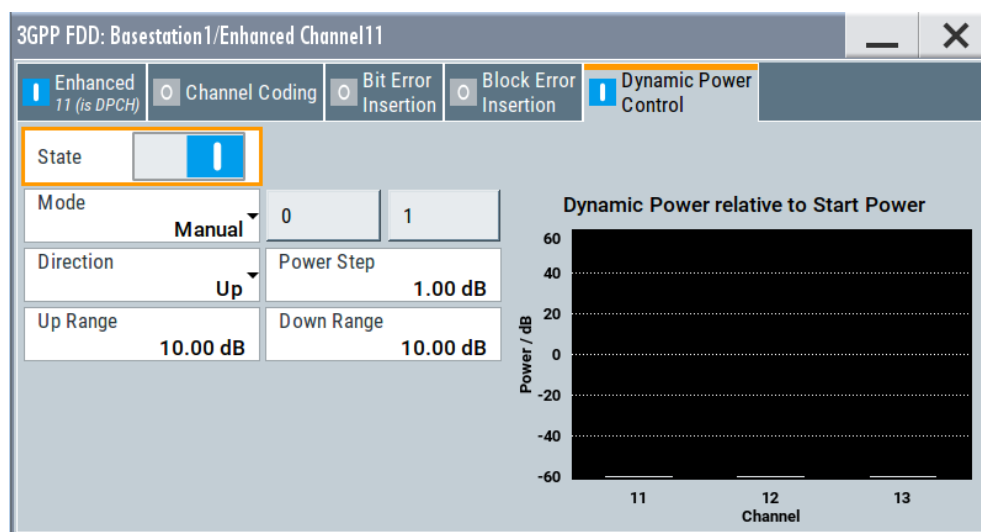 3GPP FDD: Basestation1/Enhanced Channel11
Enhanced
11 (is DPCH)
Channel Coding
Bit Error
Insertion
Block Error
Insertion
Dynamic Power
Control
State
Mode
Manual
0
1
Direction
Up
Power Step
1.00 dB
Up Range
10.00 dB
Down Range
10.00 dB
Dynamic Power relative to Start Power
Power / dB
60
40
20
0
-20
-40
-60
11
12
13
Channel